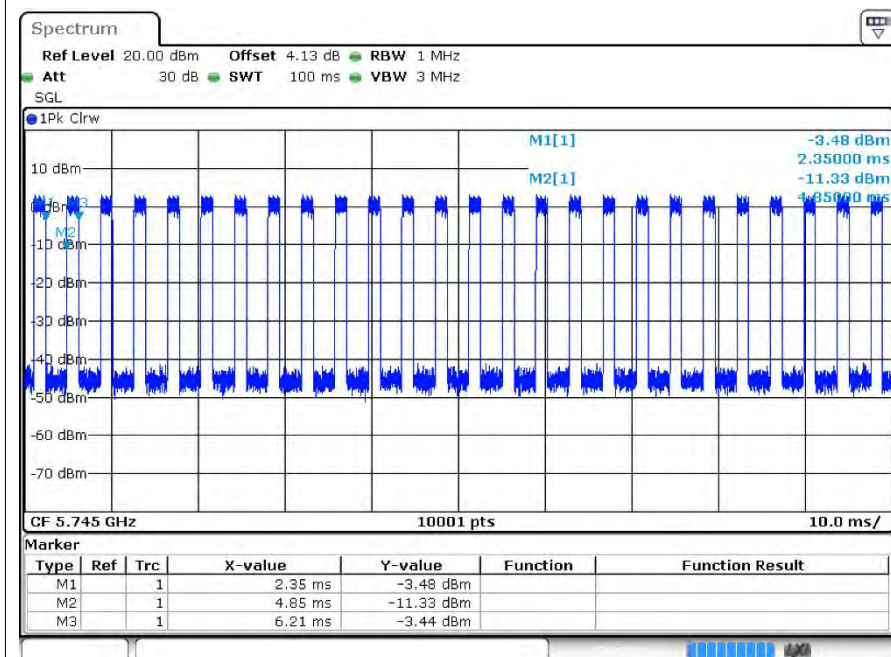 Spectrum
Ref Level 20.00 dBm Offset 4.13 dB RBW 1 MHz
Att 30 dB SWT 100 ms VBW 3 MHz
SGL
1Pk Clrw
M1[1] -3.48 dBm
2.35000 ms
M2[1] -11.33 dBm
4.85000 ms
10 dBm
0 dBm
M3
M2
-10 dBm
-20 dBm
-30 dBm
-40 dBm
-50 dBm
-60 dBm
-70 dBm
CF 5.745 GHz 10001 pts 10.0 ms/
Marker
Type Ref Trc X-value Y-value Function Function Result
M1 1 2.35 ms -3.48 dBm
M2 1 4.85 ms -11.33 dBm
M3 1 6.21 ms -3.44 dBm